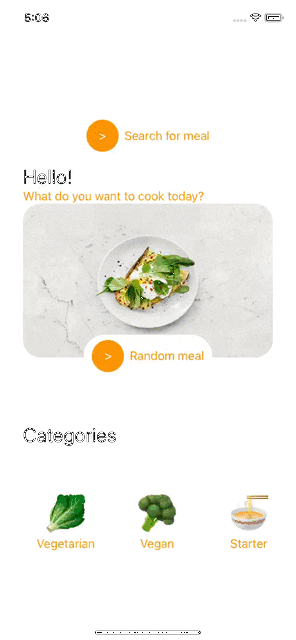 5:06
> Search for meal
Hello!
What do you want to cook today?
> Random meal
Categories
Vegetarian Vegan Starter